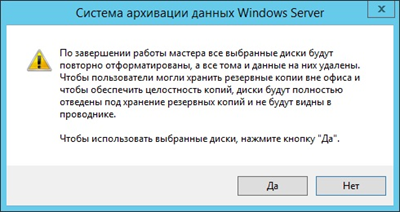 Система архивации данных Windows Server
x
По завершении работы мастера все выбранные диски будут
повторно отформатированы, а все тома и данные на них удалены.
Чтобы пользователи могли хранить резервные копии вне офиса и
чтобы обеспечить целостность копий, диски будут полностью
отведены под хранение резервных копий и не будут видны в
проводнике.
Чтобы использовать выбранные диски, нажмите кнопку "Да".
Да
Нет